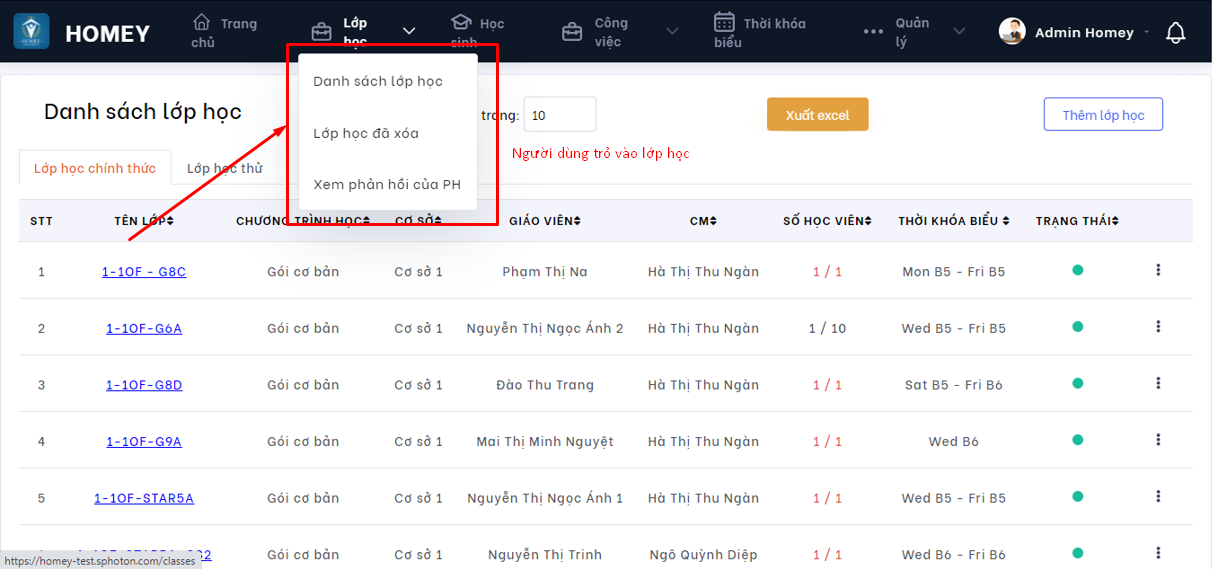 HOMEY
Trang
chủ
Lớp
học
Học
sinh
Công
việc
Thời khóa
biểu
Quản
lý
Admin Homey
Danh sách lớp học
Lớp học đã xóa
Xem phản hồi của PH
Danh sách lớp học
trang: 10
Xuất excel
Thêm lớp học
Người dùng trỏ vào lớp học
Lớp học chính thức Lớp học thử
STT TÊN LỚP CHƯƠNG TRÌNH HỌC CƠ SỞ GIÁO VIÊN CM SỐ HỌC VIÊN THỜI KHÓA BIỂU TRẠNG THÁI
1 1-1OF - G8C Gói cơ bản Cơ sở 1 Phạm Thị Na Hà Thị Thu Ngàn 1 / 1 Mon B5 - Fri B5
2 1-1OF-G6A Gói cơ bản Cơ sở 1 Nguyễn Thị Ngọc Ánh 2 Hà Thị Thu Ngàn 1 / 10 Wed B5 - Fri B5
3 1-1OF-G8D Gói cơ bản Cơ sở 1 Đào Thu Trang Hà Thị Thu Ngàn 1 / 1 Sat B5 - Fri B6
4 1-1OF-G9A Gói cơ bản Cơ sở 1 Mai Thị Minh Nguyệt Hà Thị Thu Ngàn 1 / 1 Wed B6
5 1-1OF-STAR5A Gói cơ bản Cơ sở 1 Nguyễn Thị Ngọc Ánh 1 Hà Thị Thu Ngàn 1 / 1 Wed B5 - Fri B5
Gói cơ bản Cơ sở 1 Nguyễn Thị Trinh Ngô Quỳnh Diệp 1 / 1 Wed B6 - Fri B6
https://homey-test.sphoton.com/classes